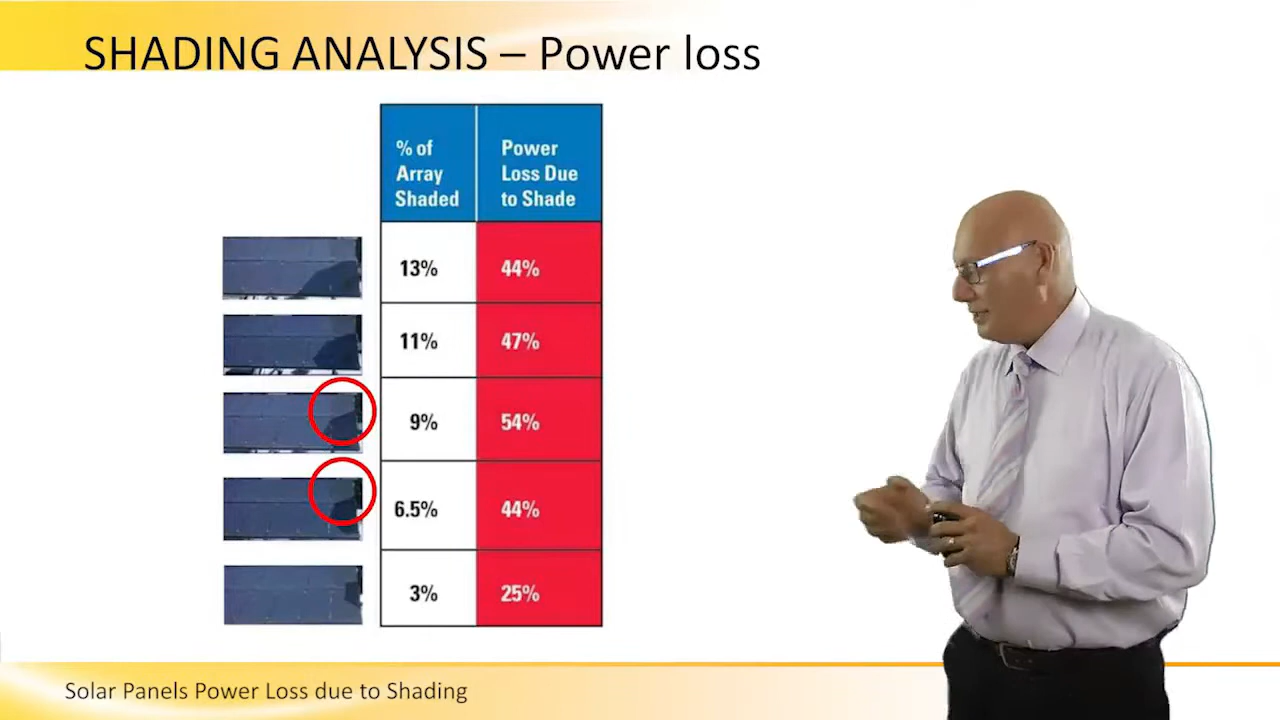 SHADING ANALYSIS – Power loss
% of Array Shaded
Power Loss Due to Shade
13% 44%
11% 47%
9% 54%
6.5% 44%
3% 25%
Solar Panels Power Loss due to Shading